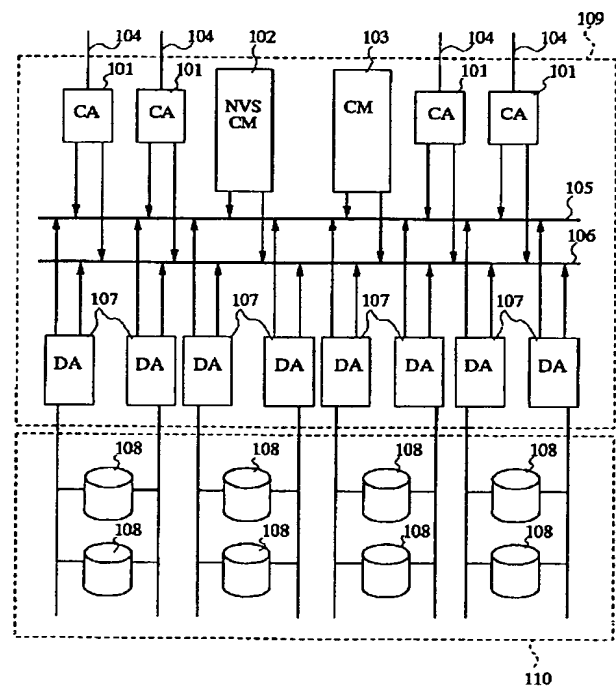 109
104 104 102 103 104 104
101 101 101 101
CA CA NVS CM CM CA CA
105
106
107 107 107 107
DA DA DA DA DA DA DA DA
108 108 108 108
108 108 108 108
110